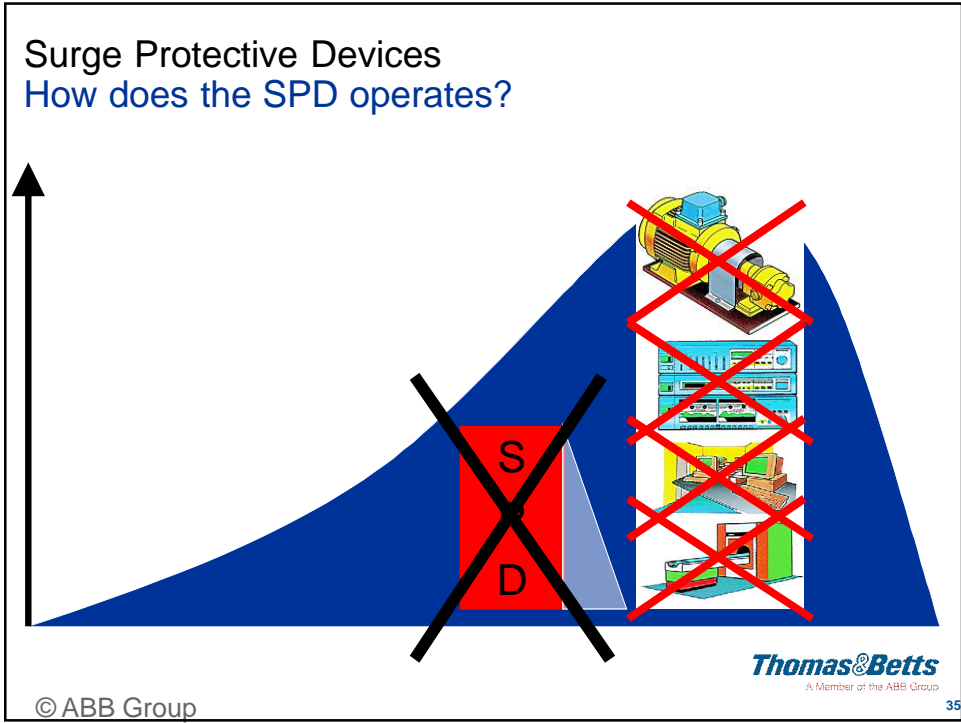 Surge Protective Devices
How does the SPD operates?
S
P
D
Thomas&Betts
A Member of the ABB Group
© ABB Group
35